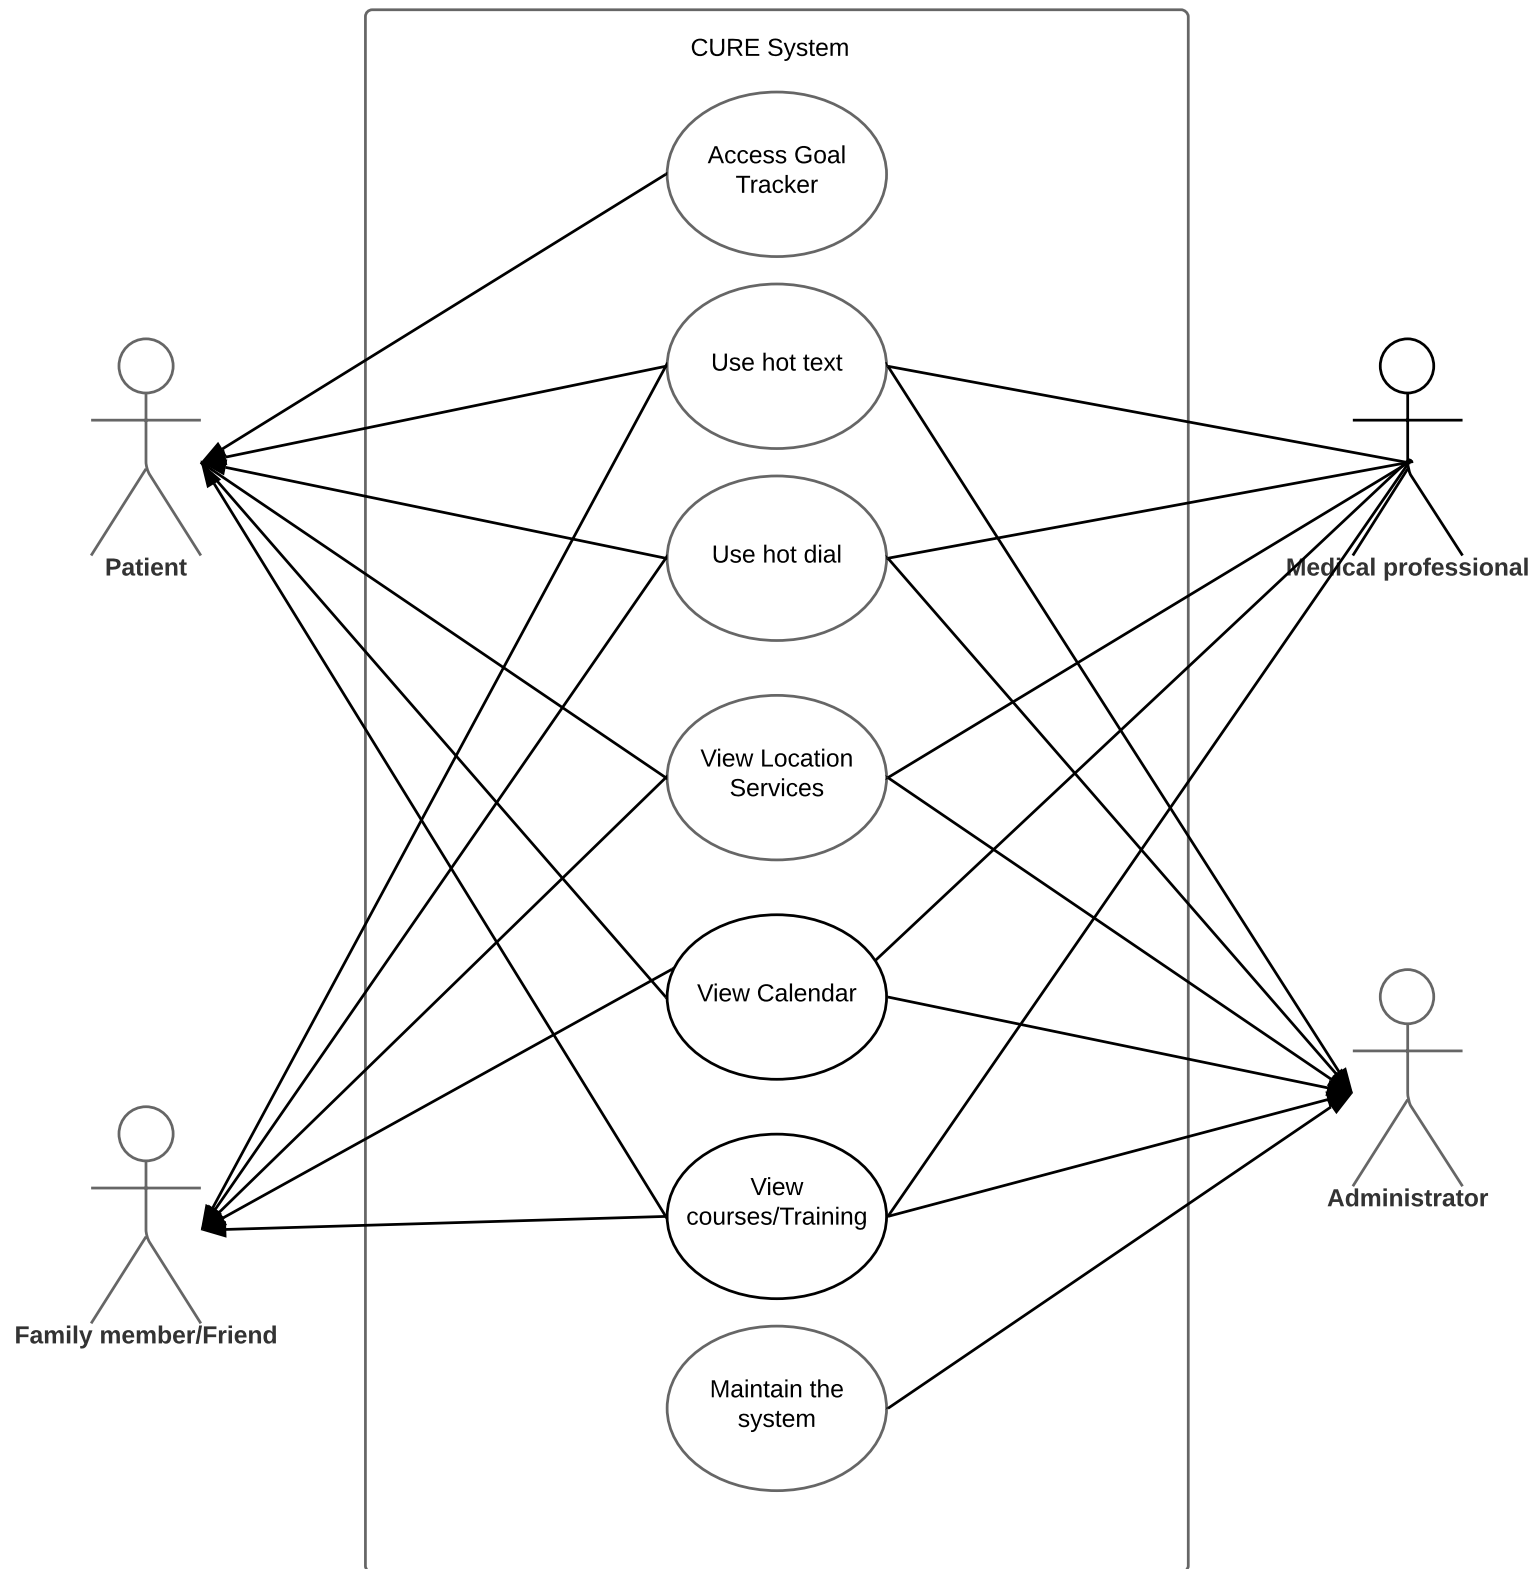 CURE System
Access Goal
Tracker
Use hot text
Use hot dial
Patient
Medical professional
View Location
Services
View Calendar
View
courses/Training
Administrator
Family member/Friend
Maintain the
system